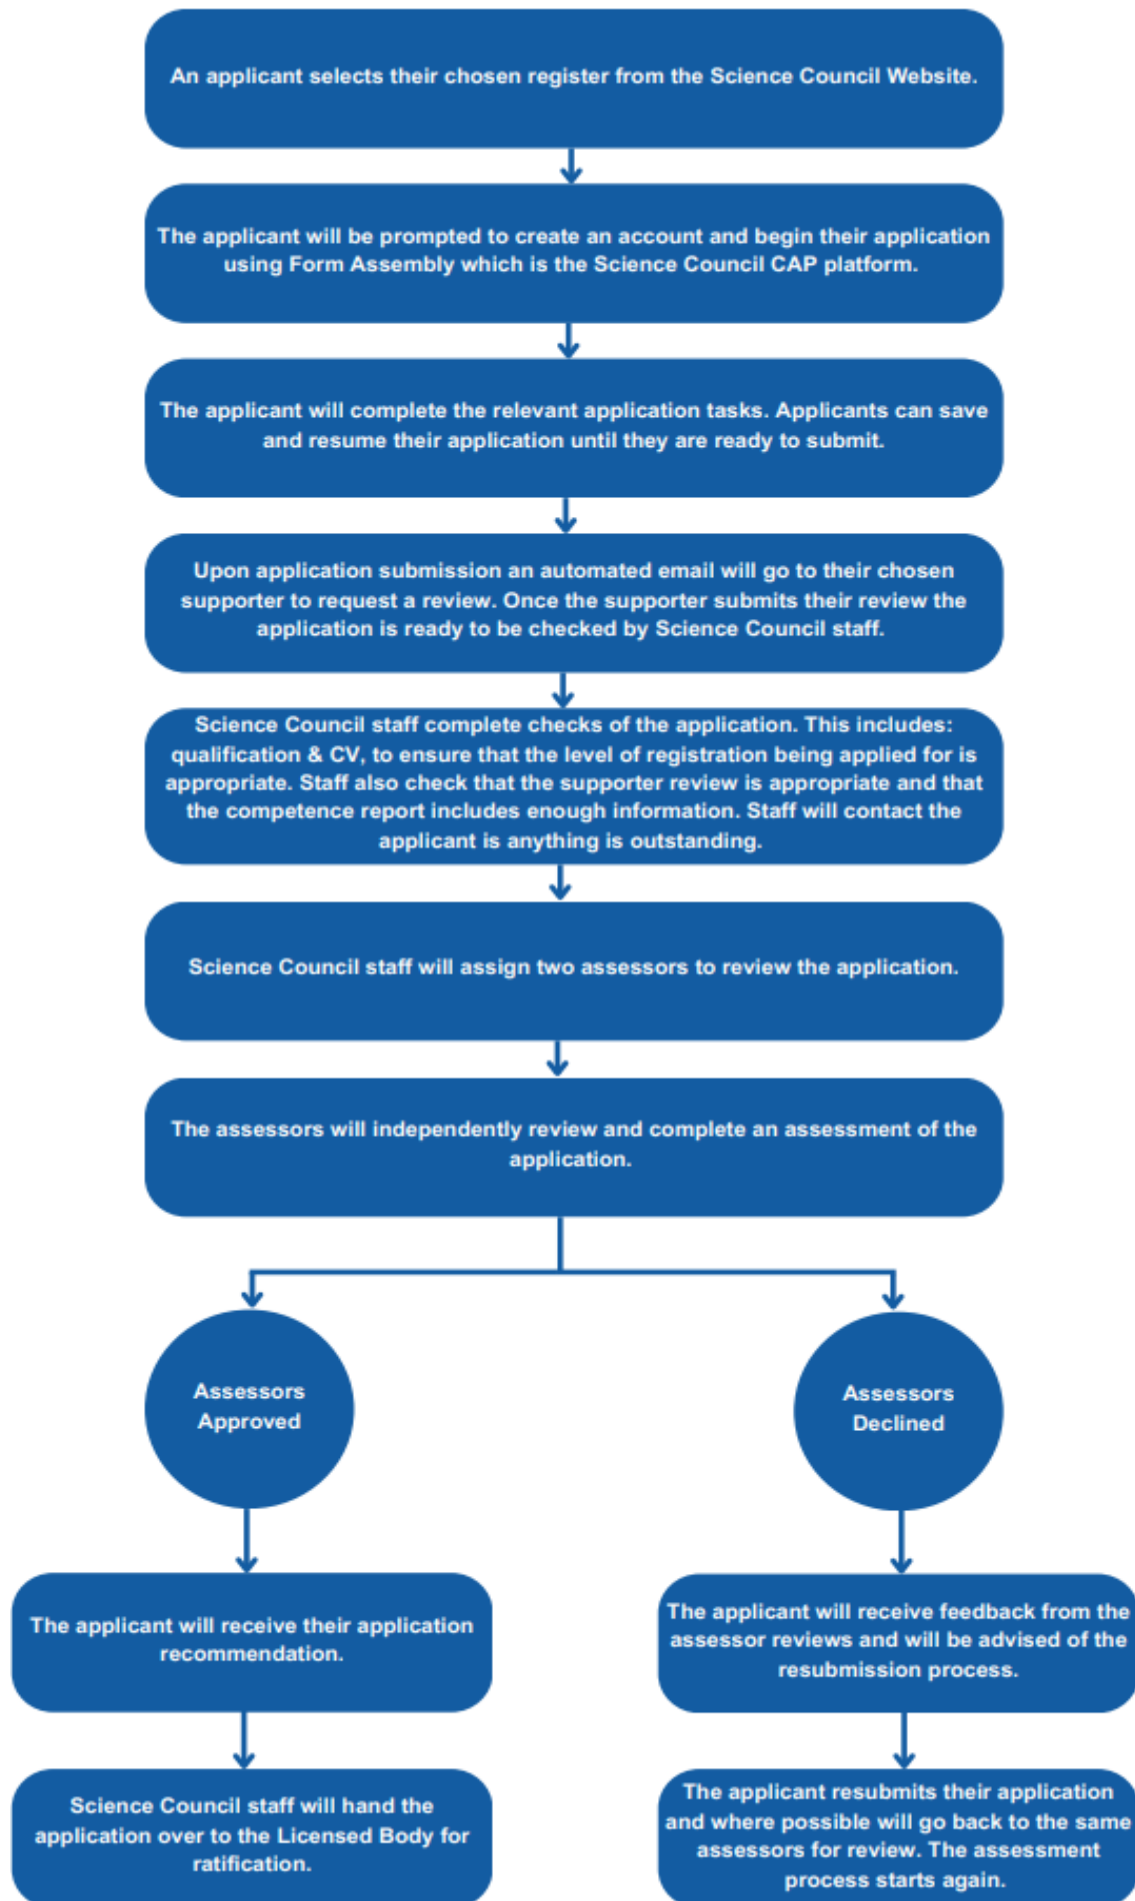 An applicant selects their chosen register from the Science Council Website.
The applicant will be prompted to create an account and begin their application
using Form Assembly which is the Science Council CAP platform.
The applicant will complete the relevant application tasks. Applicants can save
and resume their application until they are ready to submit.
Upon application submission an automated email will go to their chosen
supporter to request a review. Once the supporter submits their review the
application is ready to be checked by Science Council staff.
Science Council staff complete checks of the application. This includes:
qualification & CV, to ensure that the level of registration being applied for is
appropriate. Staff also check that the supporter review is appropriate and that
the competence report includes enough information. Staff will contact the
applicant is anything is outstanding.
Science Council staff will assign two assessors to review the application.
The assessors will independently review and complete an assessment of the
application.
Assessors
Approved
Assessors
Declined
The applicant will receive their application
recommendation.
The applicant will receive feedback from the
assessor reviews and will be advised of the
resubmission process.
Science Council staff will hand the
application over to the Licensed Body for
ratification.
The applicant resubmits their application
and where possible will go back to the same
assessors for review. The assessment
process starts again.